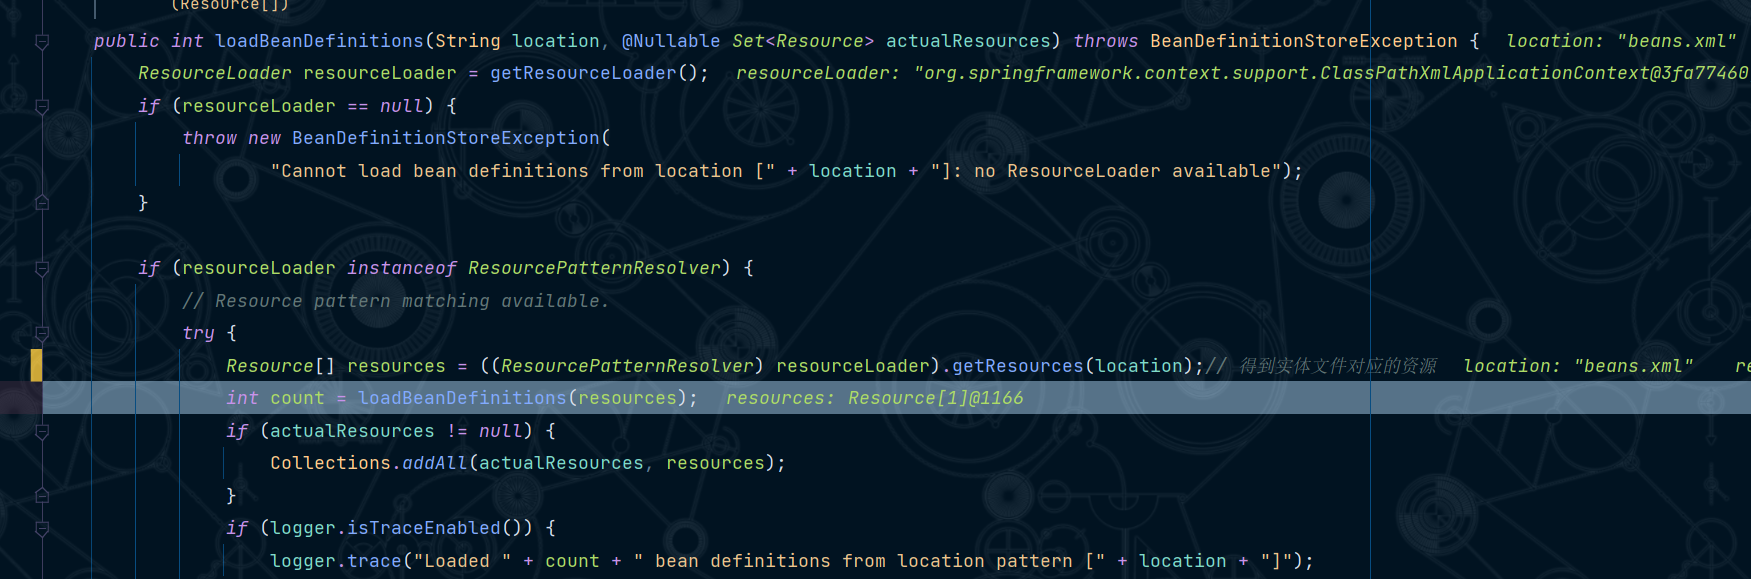 (Resource[])
public int loadBeanDefinitions(String location, @Nullable Set<Resource> actualResources) throws BeanDefinitionStoreException {  location: "beans.xml"
ResourceLoader resourceLoader = getResourceLoader();  resourceLoader: "org.springframework.context.support.ClassPathXmlApplicationContext@3fa77460
if (resourceLoader == null) {
throw new BeanDefinitionStoreException(
"Cannot load bean definitions from location [" + location + "]: no ResourceLoader available");
}
if (resourceLoader instanceof ResourcePatternResolver) {
// Resource pattern matching available.
try {
Resource[] resources = ((ResourcePatternResolver) resourceLoader).getResources(location);// 得到实体文件对应的资源  location: "beans.xml"  re
int count = loadBeanDefinitions(resources);  resources: Resource[1]@1166
if (actualResources != null) {
Collections.addAll(actualResources, resources);
}
if (logger.isTraceEnabled()) {
logger.trace("Loaded " + count + " bean definitions from location pattern [" + location + "]");